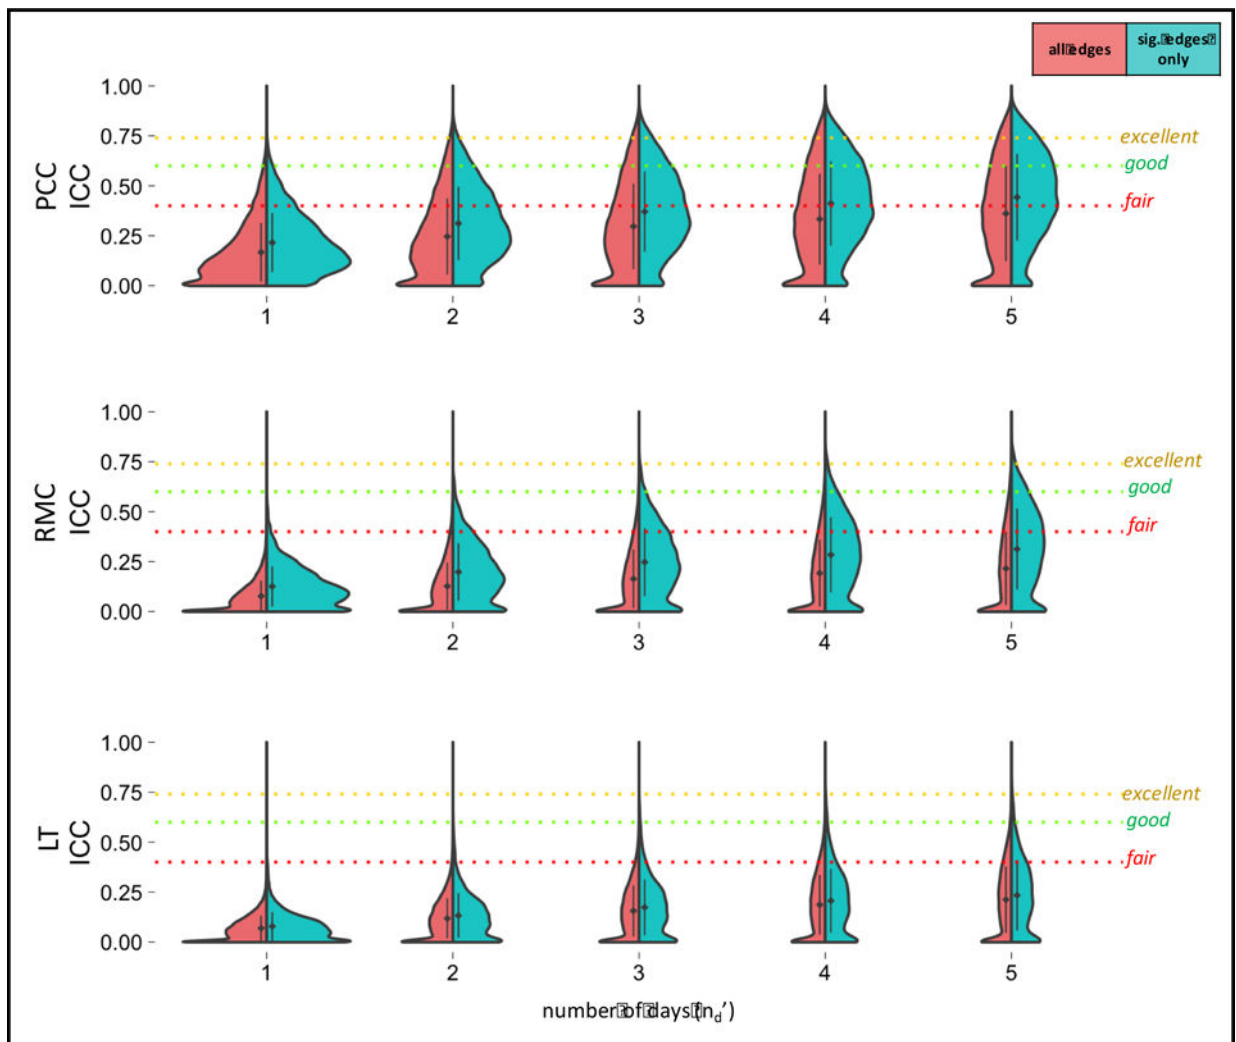 all edges
sig. edges
only
PCC
ICC
1.00
0.75
0.50
0.25
0.00
excellent
good
fair
1 2 3 4 5
RMC
ICC
1.00
0.75
0.50
0.25
0.00
excellent
good
fair
1 2 3 4 5
LT
ICC
1.00
0.75
0.50
0.25
0.00
excellent
good
fair
1 2 3 4 5
number of days (nd')